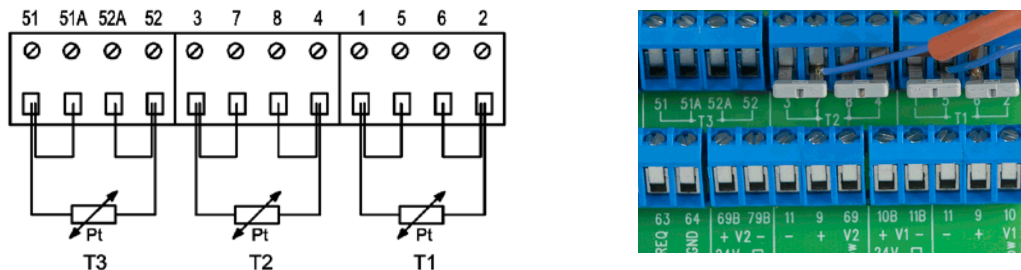 51 51A 52A 52 3 7 8 4 1 5 6 2
Pt Pt Pt
T3 T2 T1
51 51A 52A 52 3 7 8 4 1 5 6 2
T3 T2 T1
63 64 69B 79B 11 9 69 10B 11B 11 9 10
REQ GND + V2 - - + V2 + V1 - - + V1
24V